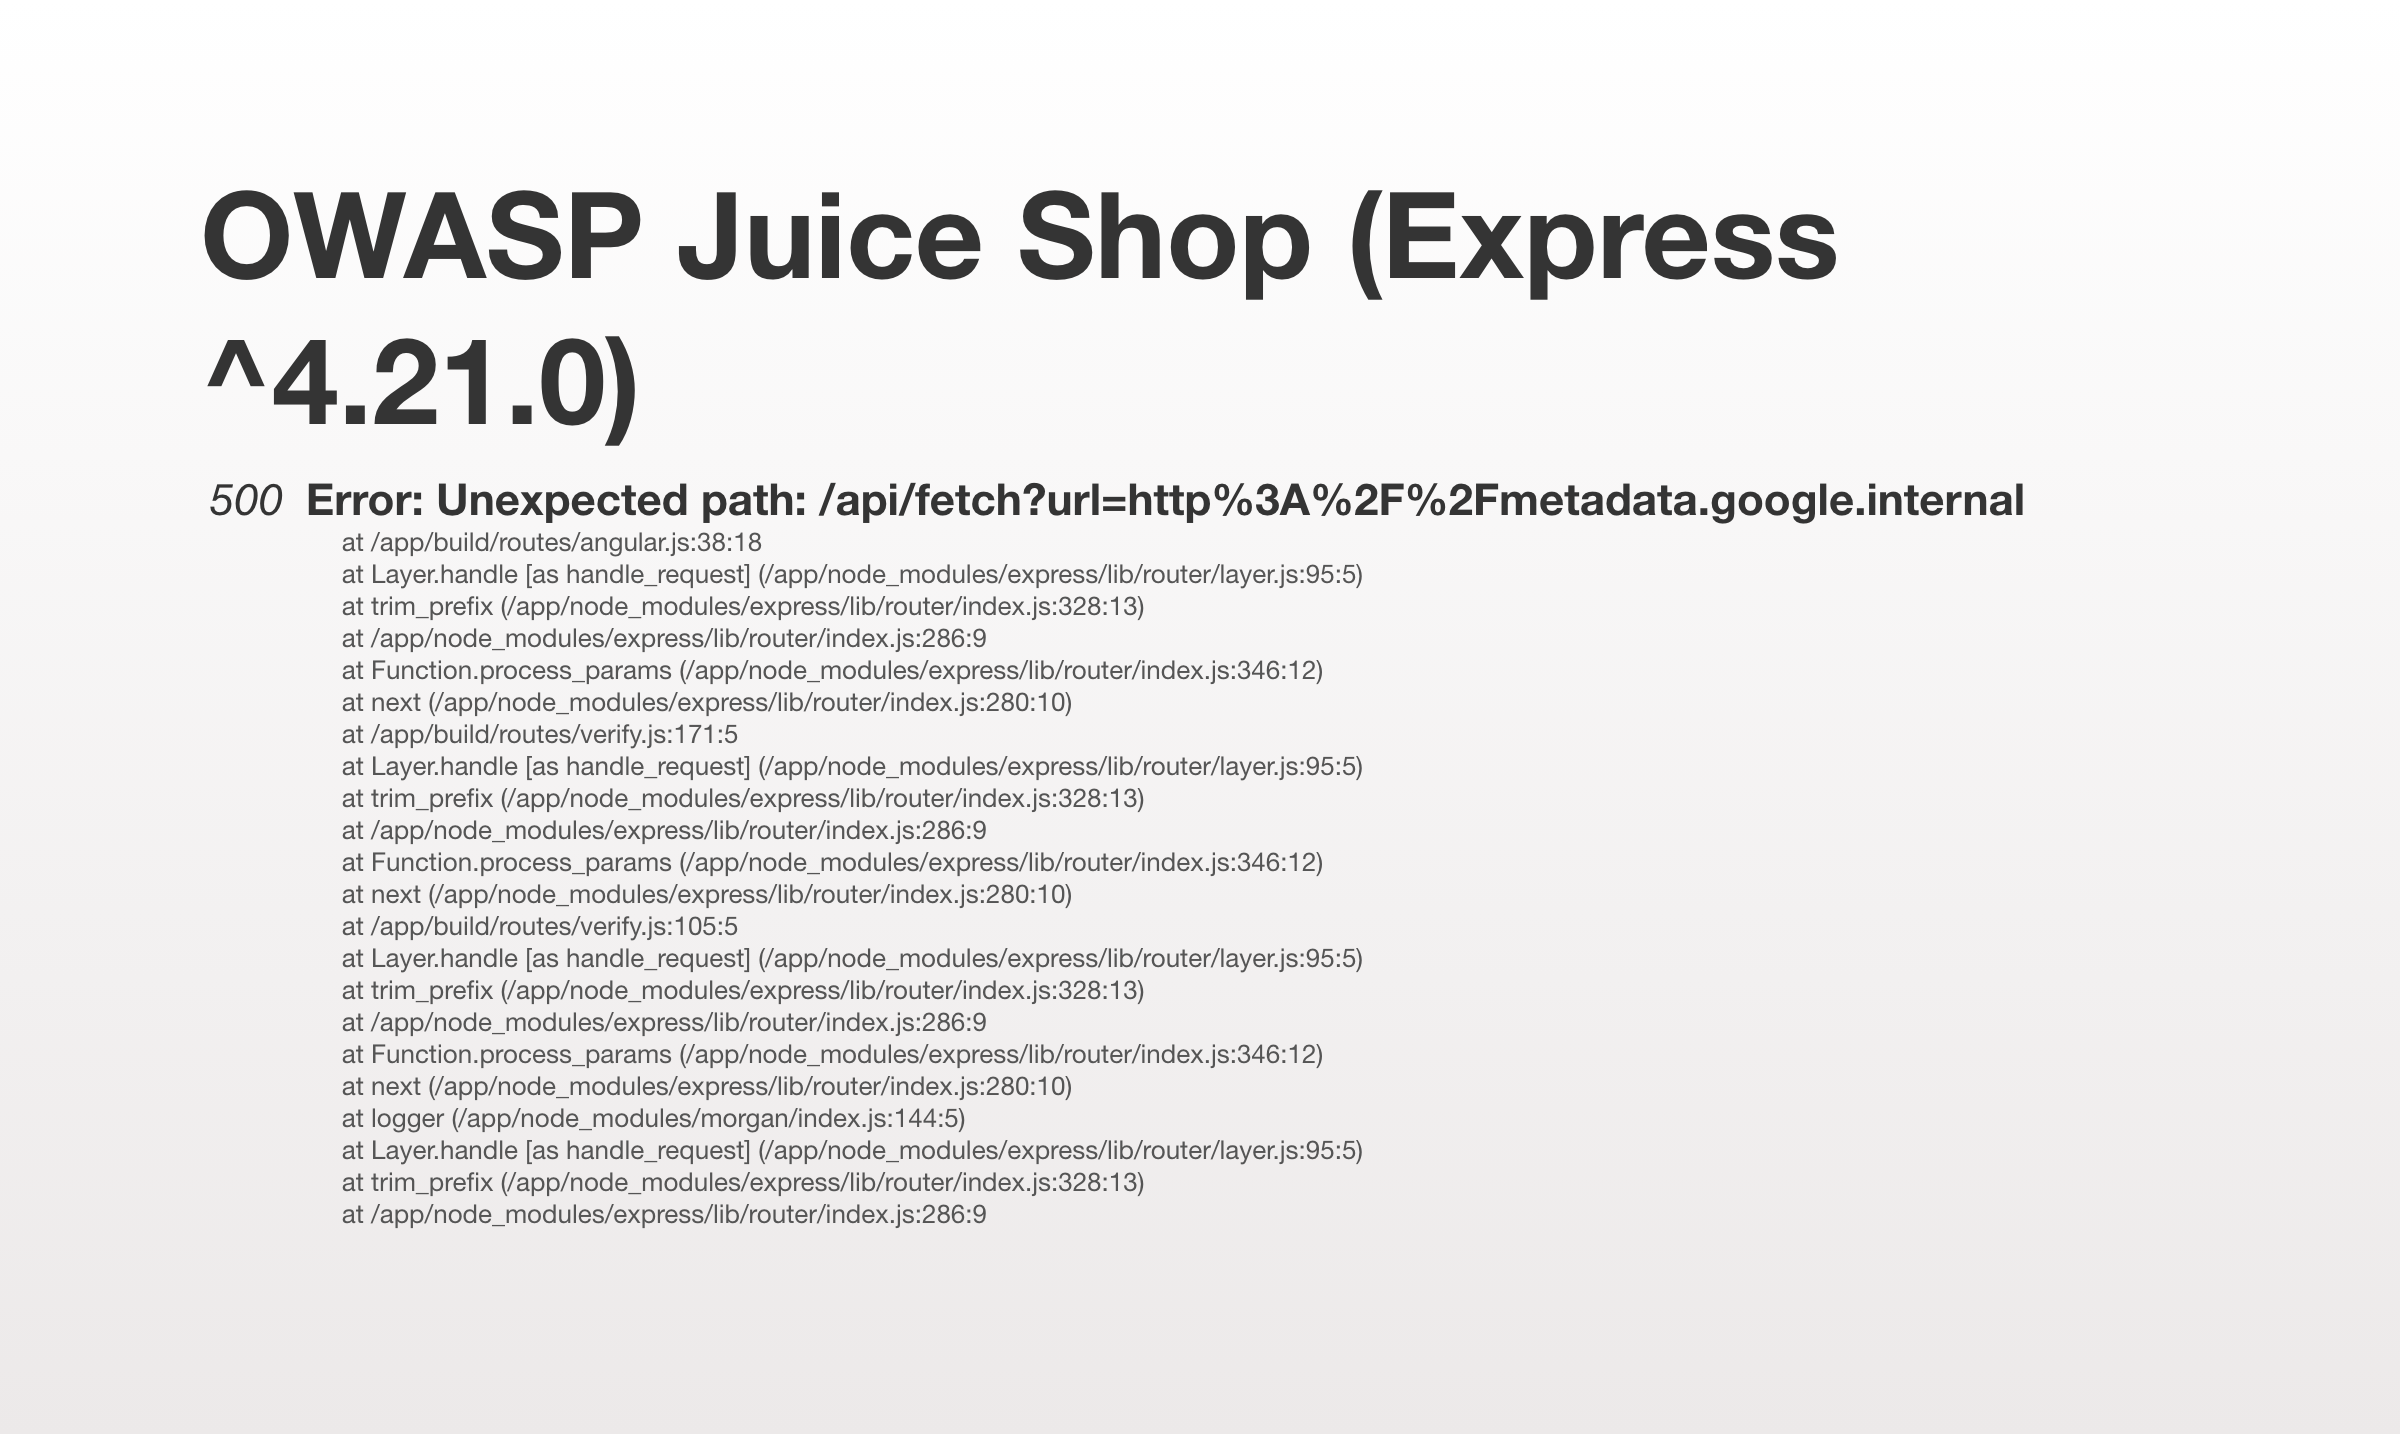 OWASP Juice Shop (Express
^4.21.0)
500 Error: Unexpected path: /api/fetch?url=http%3A%2F%2Fmetadata.google.internal
at /app/build/routes/angular.js:38:18
at Layer.handle [as handle_request] (/app/node_modules/express/lib/router/layer.js:95:5)
at trim_prefix (/app/node_modules/express/lib/router/index.js:328:13)
at /app/node_modules/express/lib/router/index.js:286:9
at Function.process_params (/app/node_modules/express/lib/router/index.js:346:12)
at next (/app/node_modules/express/lib/router/index.js:280:10)
at /app/build/routes/verify.js:171:5
at Layer.handle [as handle_request] (/app/node_modules/express/lib/router/layer.js:95:5)
at trim_prefix (/app/node_modules/express/lib/router/index.js:328:13)
at /app/node_modules/express/lib/router/index.js:286:9
at Function.process_params (/app/node_modules/express/lib/router/index.js:346:12)
at next (/app/node_modules/express/lib/router/index.js:280:10)
at /app/build/routes/verify.js:105:5
at Layer.handle [as handle_request] (/app/node_modules/express/lib/router/layer.js:95:5)
at trim_prefix (/app/node_modules/express/lib/router/index.js:328:13)
at /app/node_modules/express/lib/router/index.js:286:9
at Function.process_params (/app/node_modules/express/lib/router/index.js:346:12)
at next (/app/node_modules/express/lib/router/index.js:280:10)
at logger (/app/node_modules/morgan/index.js:144:5)
at Layer.handle [as handle_request] (/app/node_modules/express/lib/router/layer.js:95:5)
at trim_prefix (/app/node_modules/express/lib/router/index.js:328:13)
at /app/node_modules/express/lib/router/index.js:286:9